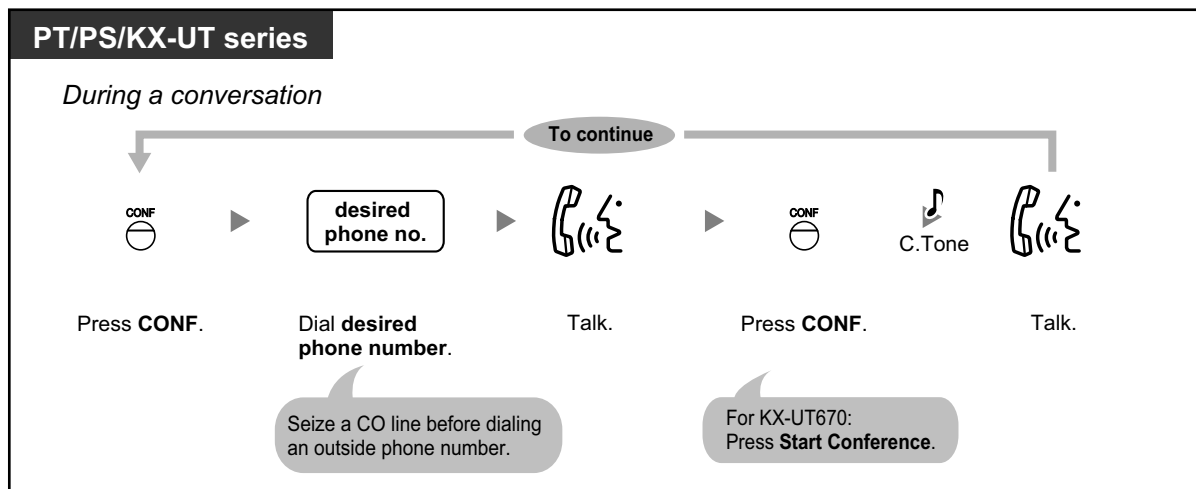 PT/PS/KX-UT series
During a conversation
To continue
CONF
desired
phone no.
CONF
C.Tone
Press CONF.
Dial desired
phone number.
Talk.
Press CONF.
Talk.
Seize a CO line before dialing
an outside phone number.
For KX-UT670:
Press Start Conference.